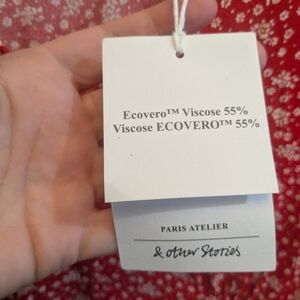 Ecovero™ Viscose 55%
Viscose ECOVERO™ 55%
PARIS ATELIER
& other Stories